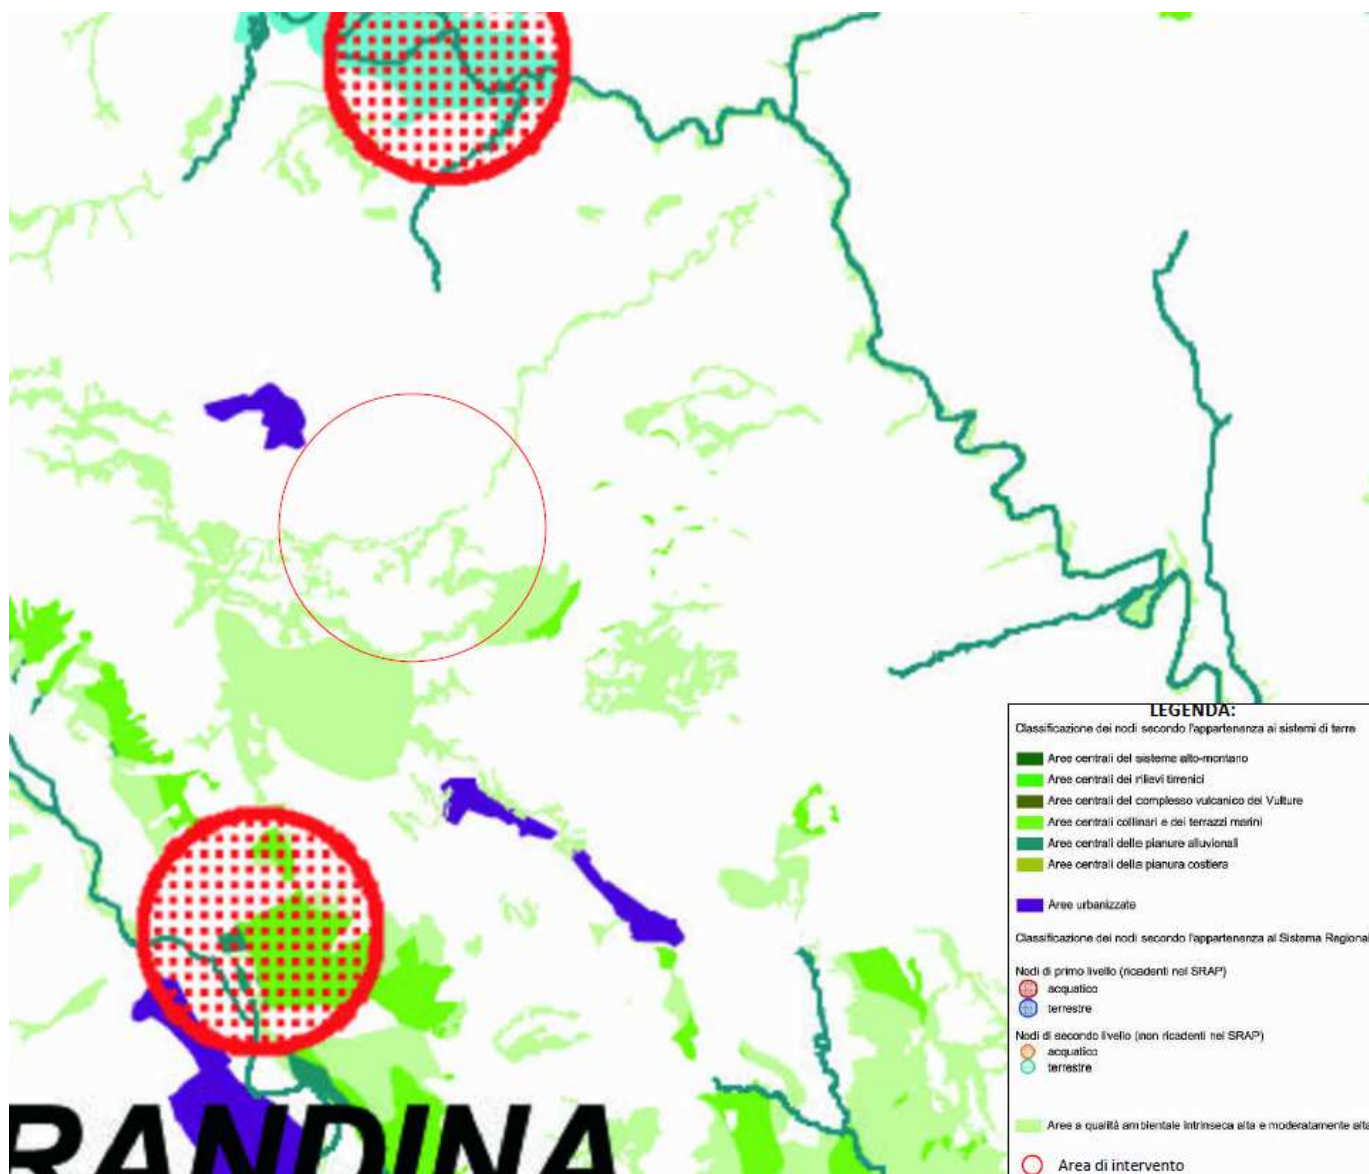 LEGENDA:
Classificazione dei nodi secondo l'appartenenza ai sistemi di terre
Aree centrali del sistema alto-montano
Aree centrali dei rilievi tirrenici
Aree centrali del complesso vulcanico del Vulture
Aree centrali collinari e dei terrazzi marini
Aree centrali delle pianure alluvionali
Aree centrali della pianura costiera
Aree urbanizzate
Classificazione dei nodi secondo l'appartenenza al Sistema Regional
Nodi di primo livello (ricadenti nel SRAP)
acquatico
terrestre
Nodi di secondo livello (non ricadenti nel SRAP)
acquatico
terrestre
Aree a qualità ambientale intrinseca alta e moderatamente alta
Area di intervento
RANDINA